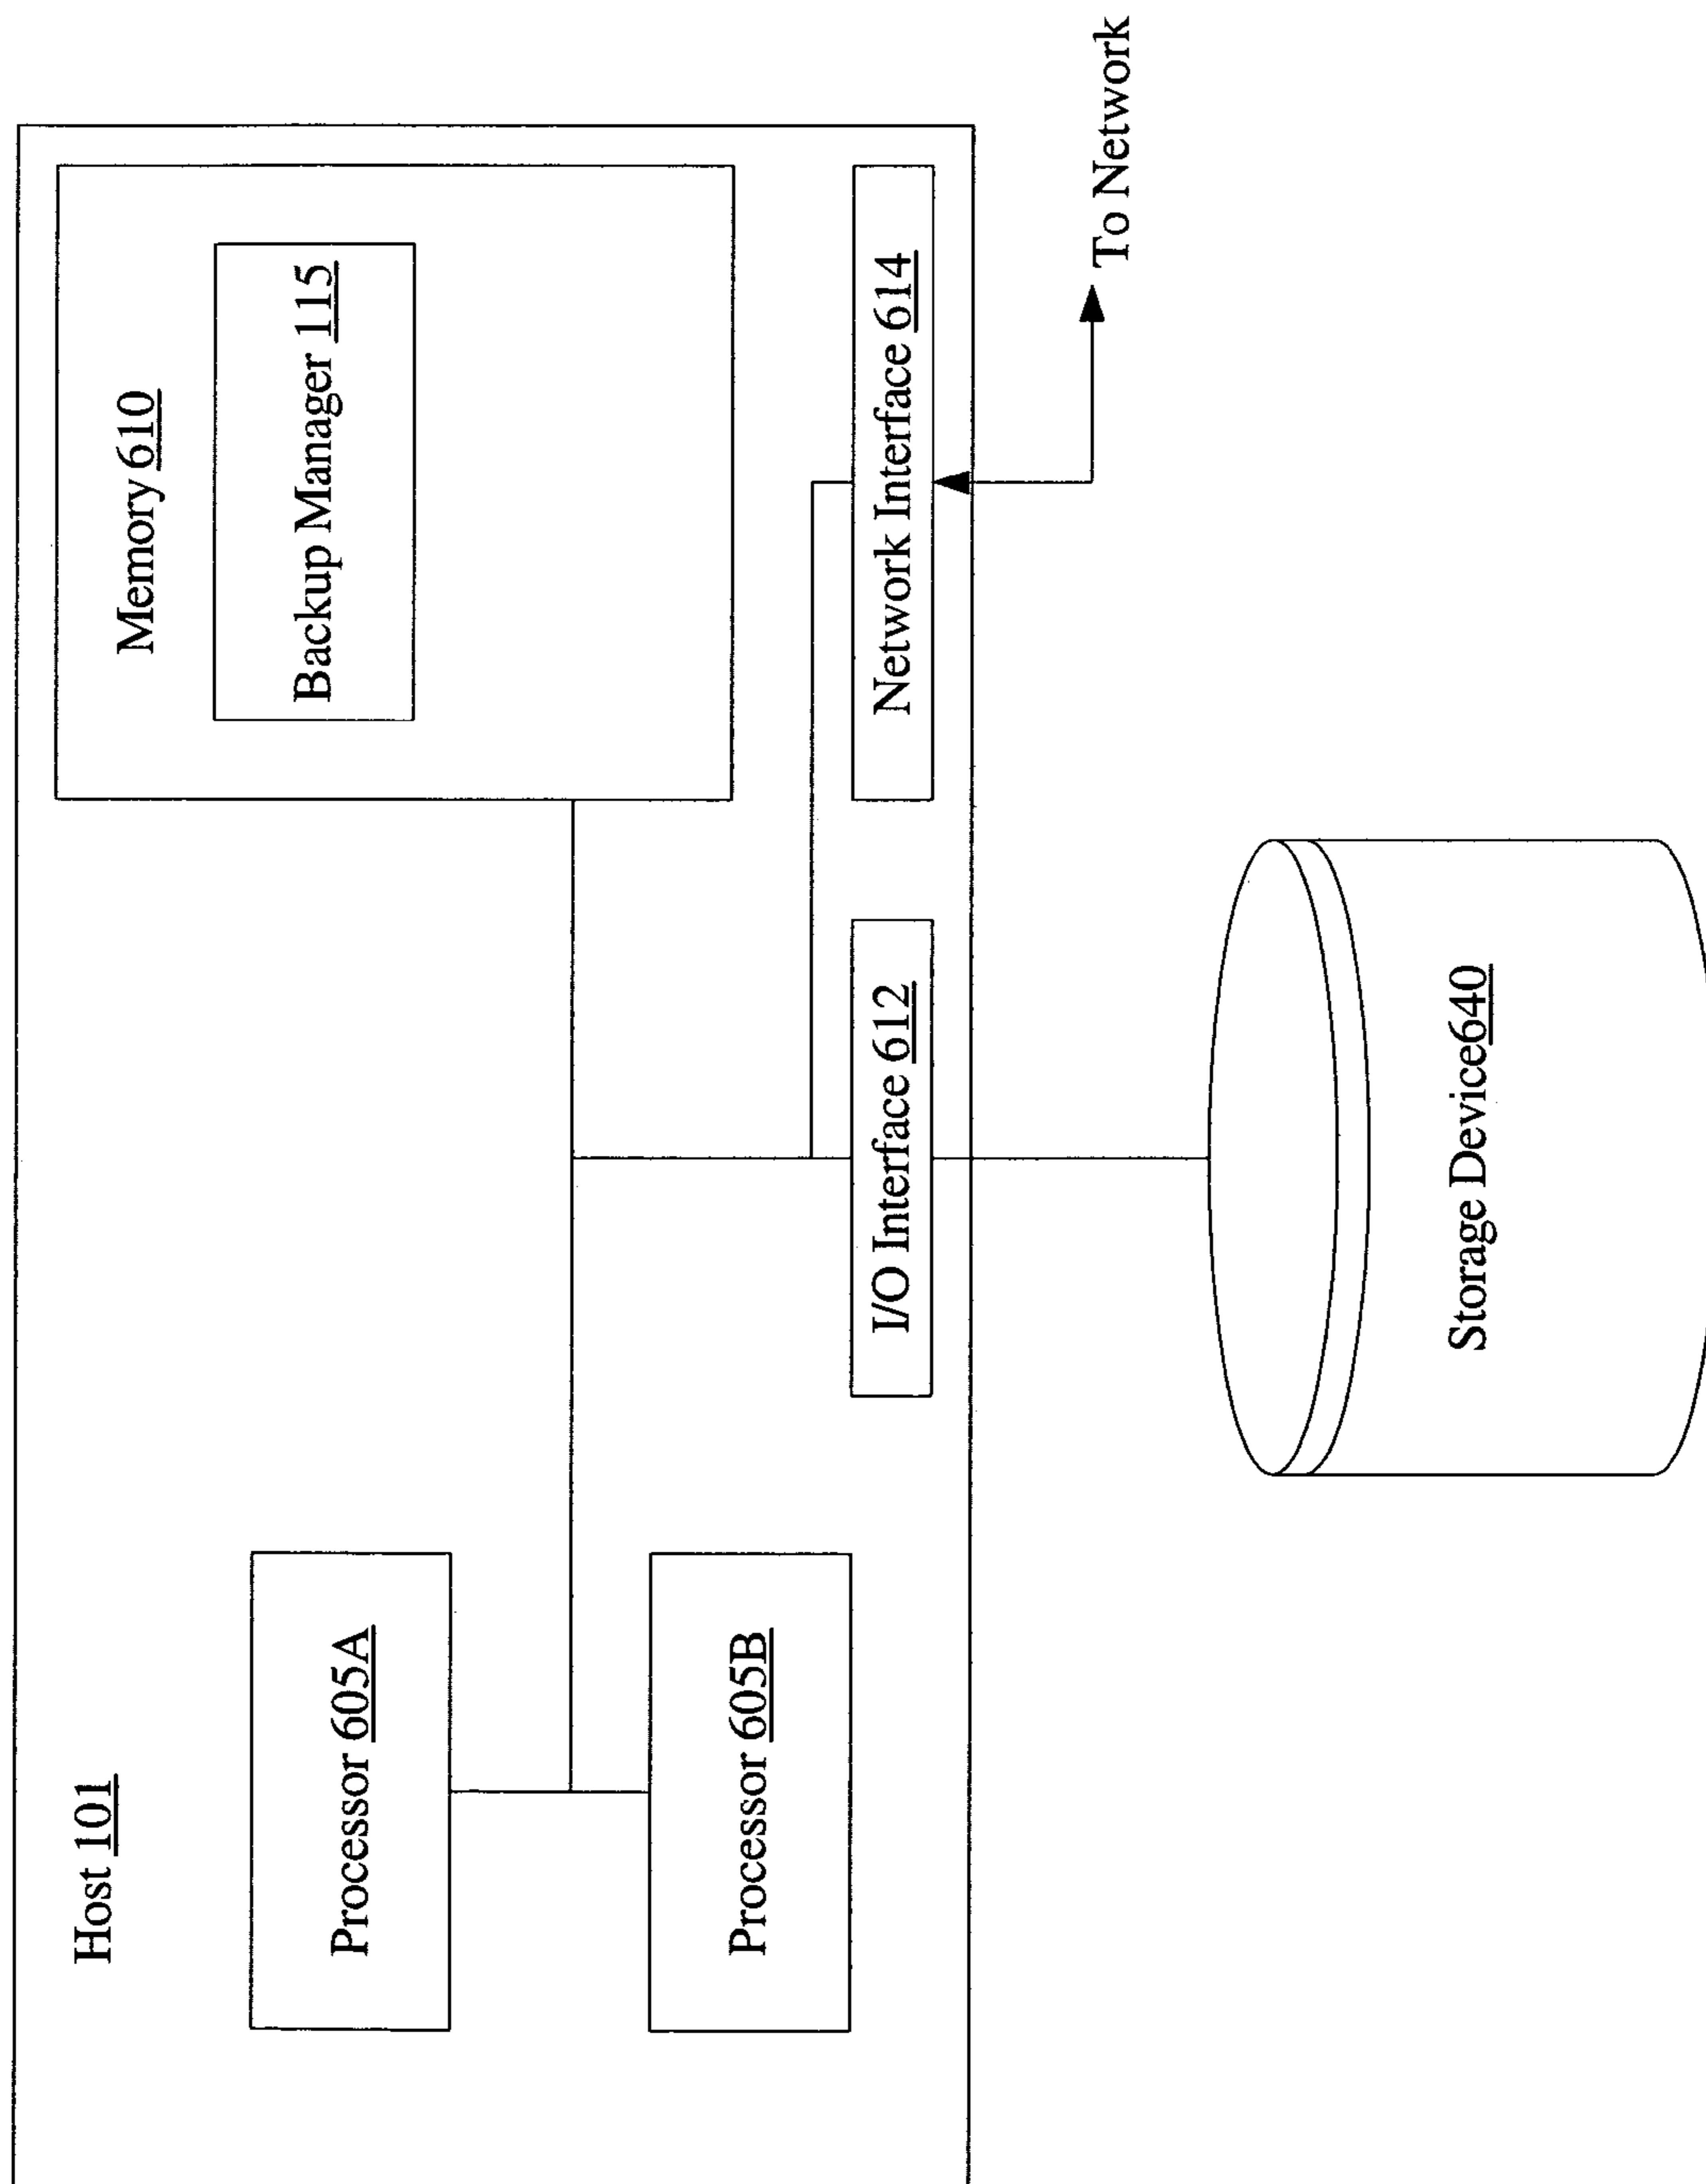 Host 101
Memory 610
Backup Manager 115
Processor 605A
Processor 605B
I/O Interface 612
Network Interface 614
To Network
Storage Device640